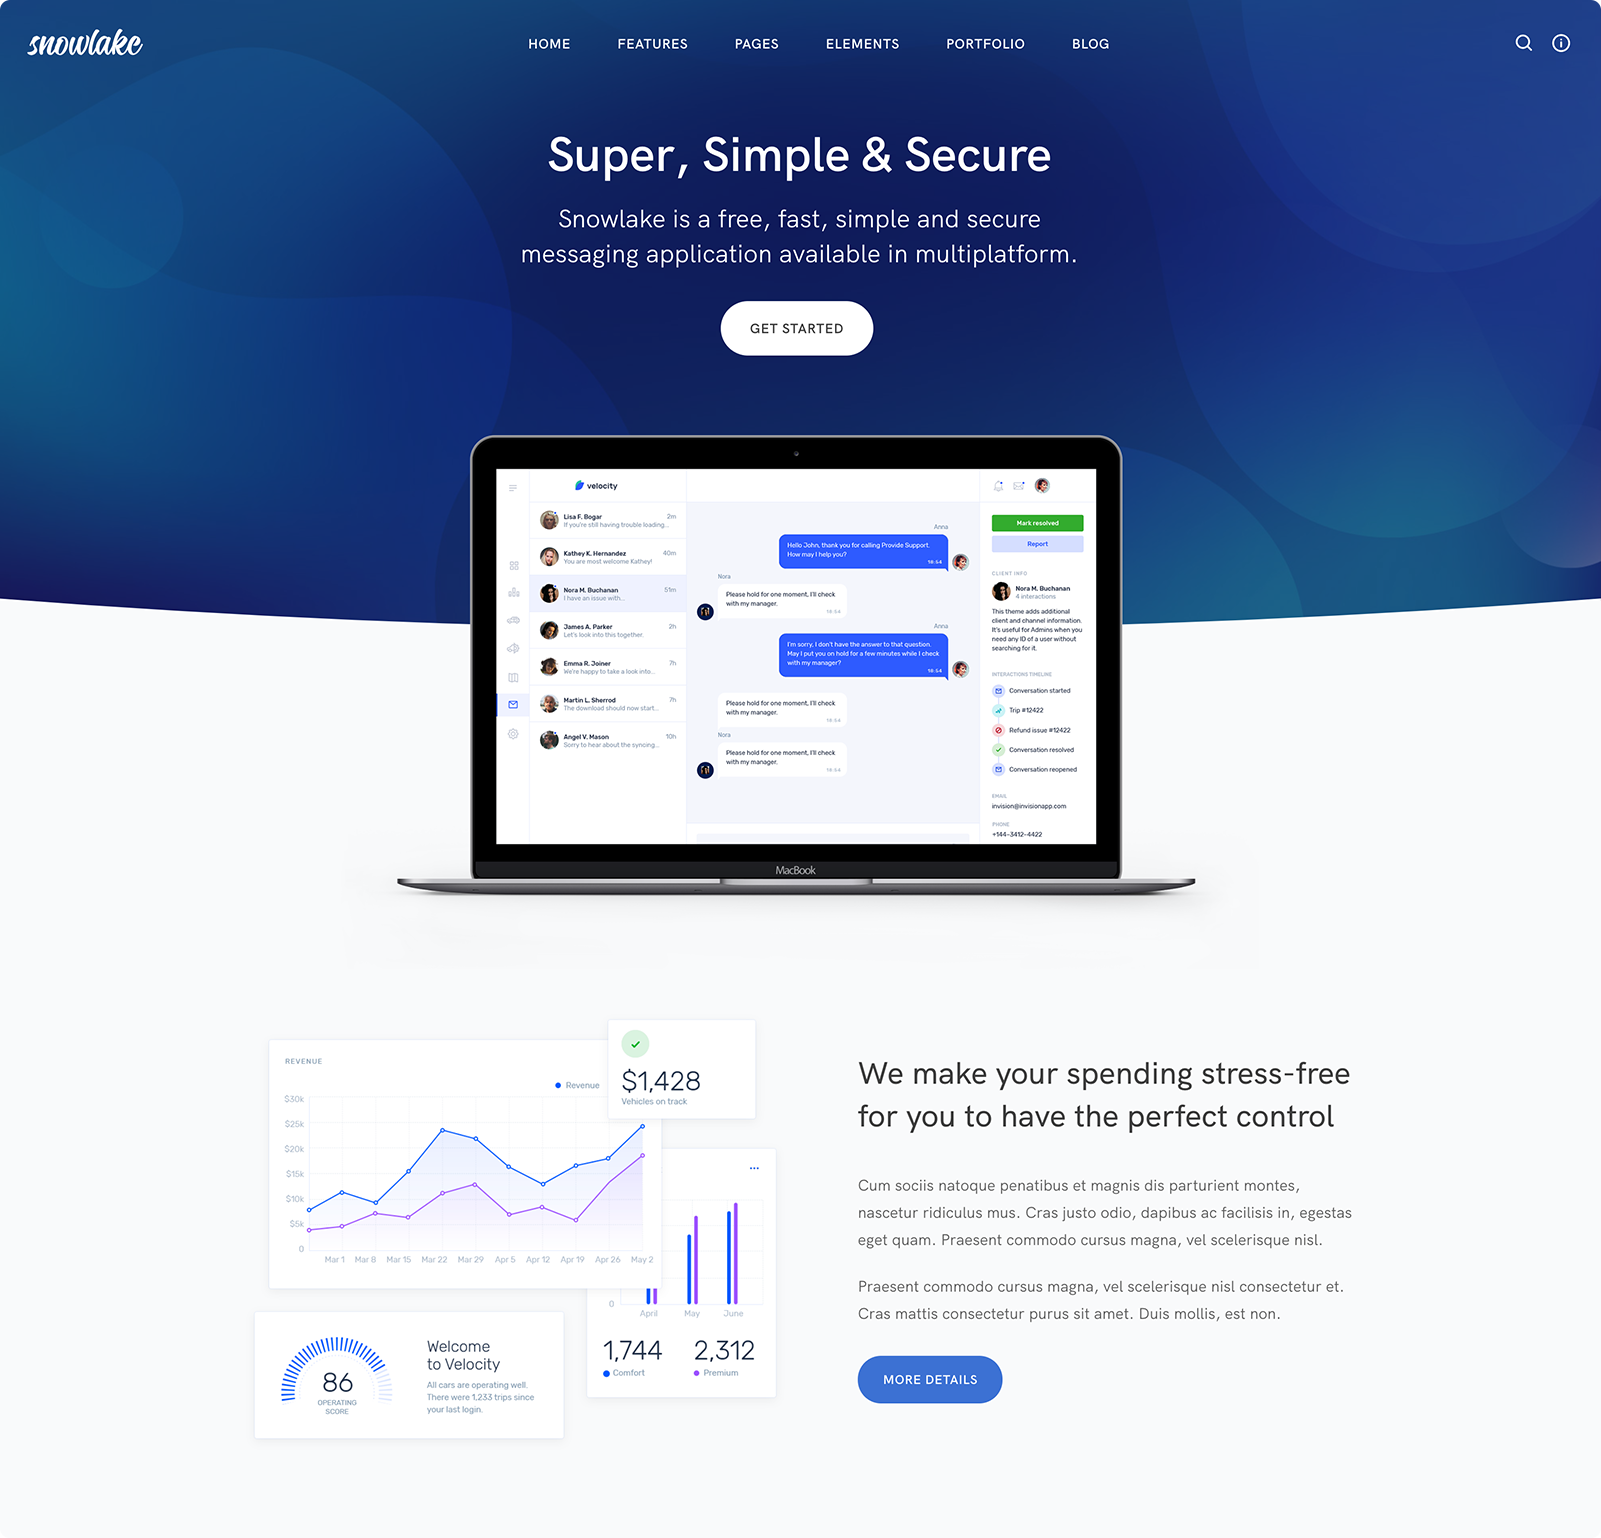 snowlake
HOME FEATURES PAGES ELEMENTS PORTFOLIO BLOG
Super, Simple & Secure
Snowlake is a free, fast, simple and secure
messaging application available in multiplatform.
GET STARTED
velocity
Lisa F. Bogar 2m
If you're still having trouble loading...
Kathey K. Hernandez 40m
You are most welcome Kathey!
Nora M. Buchanan 51m
I have an issue with...
James A. Parker 2h
Let's look into this together.
Emma R. Joiner 7h
We're happy to take a look into...
Martin L. Sherrod 7h
The download should now start...
Angel V. Mason 10h
Sorry to hear about the syncing...
Anna
Hello John, thank you for calling Provide Support.
How may I help you?
18:54
Nora
Please hold for one moment, I'll check
with my manager.
18:54
Anna
I'm sorry, I don't have the answer to that question.
May I put you on hold for a few minutes while I check
with my manager?
18:54
Please hold for one moment, I'll check
with my manager.
18:54
Nora
Please hold for one moment, I'll check
with my manager.
18:54
Mark resolved
Report
CLIENT INFO
Nora M. Buchanan
4 interactions
This theme adds additional
client and channel information.
It's useful for Admins when you
need any ID of a user without
searching for it.
INTERACTIONS TIMELINE
Conversation started
Trip #12422
Refund issue #12422
Conversation resolved
Conversation reopened
EMAIL
invision@invisionapp.com
PHONE
+144-3412-4422
MacBook
REVENUE
Revenue
$30k
$25k
$20k
$15k
$10k
$5k
0
Mar 1 Mar 8 Mar 15 Mar 22 Mar 29 Apr 5 Apr 12 Apr 19 Apr 26 May 2
$1,428
Vehicles on track
...
0
April May June
1,744 2,312
Comfort Premium
86
OPERATING
SCORE
Welcome
to Velocity
All cars are operating well.
There were 1,233 trips since
your last login.
We make your spending stress-free
for you to have the perfect control
Cum sociis natoque penatibus et magnis dis parturient montes,
nascetur ridiculus mus. Cras justo odio, dapibus ac facilisis in, egestas
eget quam. Praesent commodo cursus magna, vel scelerisque nisl.
Praesent commodo cursus magna, vel scelerisque nisl consectetur et.
Cras mattis consectetur purus sit amet. Duis mollis, est non.
MORE DETAILS